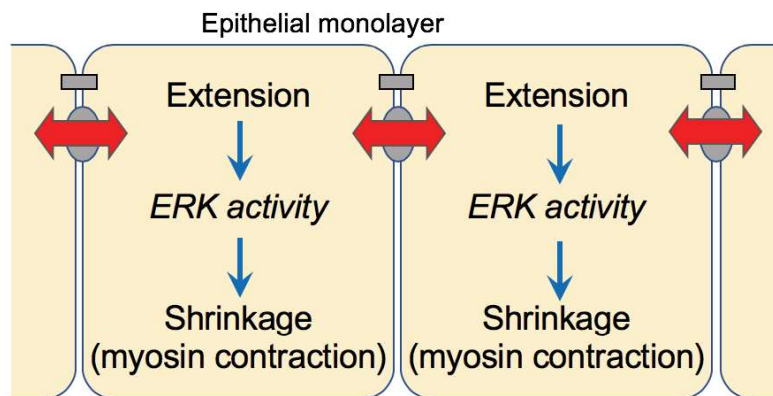 Epithelial monolayer
Extension
ERK activity
Shrinkage
(myosin contraction)
Extension
ERK activity
Shrinkage
(myosin contraction)